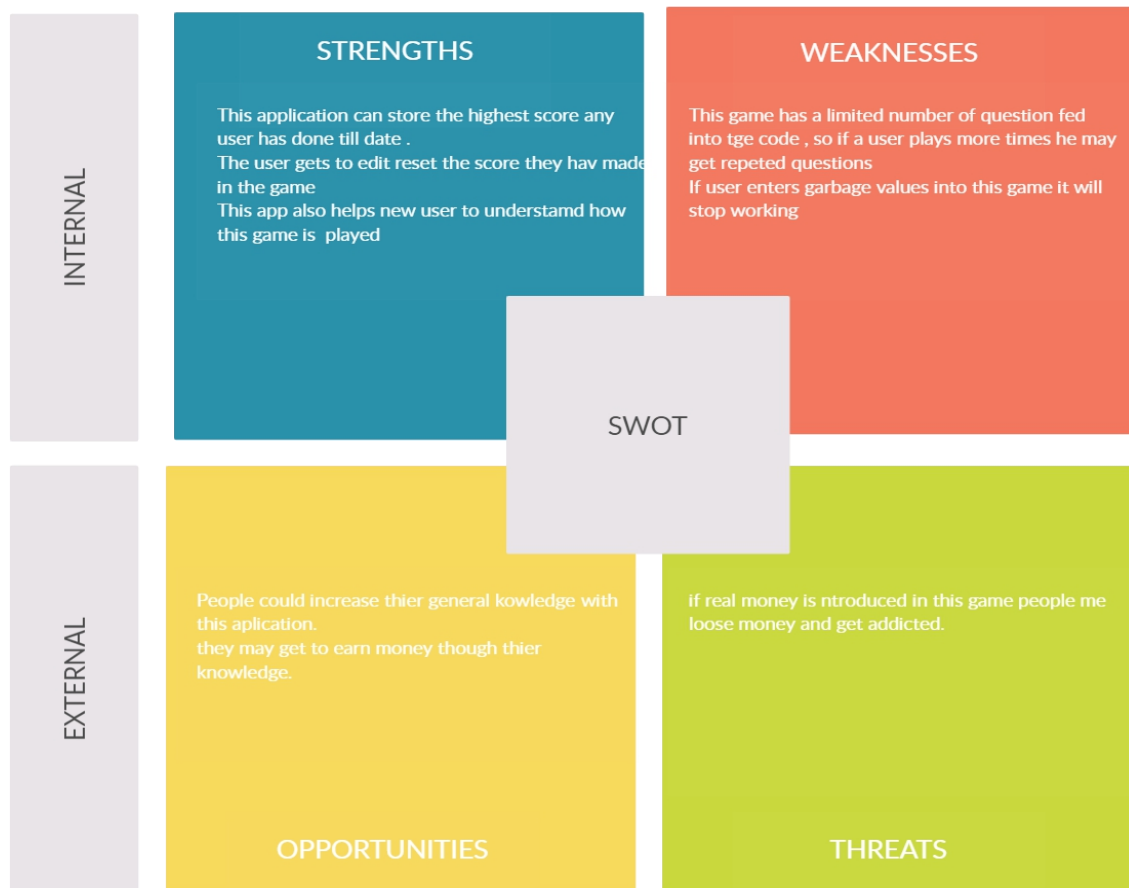 INTERNAL
STRENGTHS
This application can store the highest score any
user has done till date .
The user gets to edit reset the score they hav made
in the game
This app also helps new user to understamd how
this game is  played
WEAKNESSES
This game has a limited number of question fed
into tge code , so if a user plays more times he may
get repeted questions
If user enters garbage values into this game it will
stop working
SWOT
EXTERNAL
People could increase thier general kowledge with
this aplication.
they may get to earn money though thier
knowledge.
OPPORTUNITIES
if real money is ntroduced in this game people me
loose money and get addicted.
THREATS